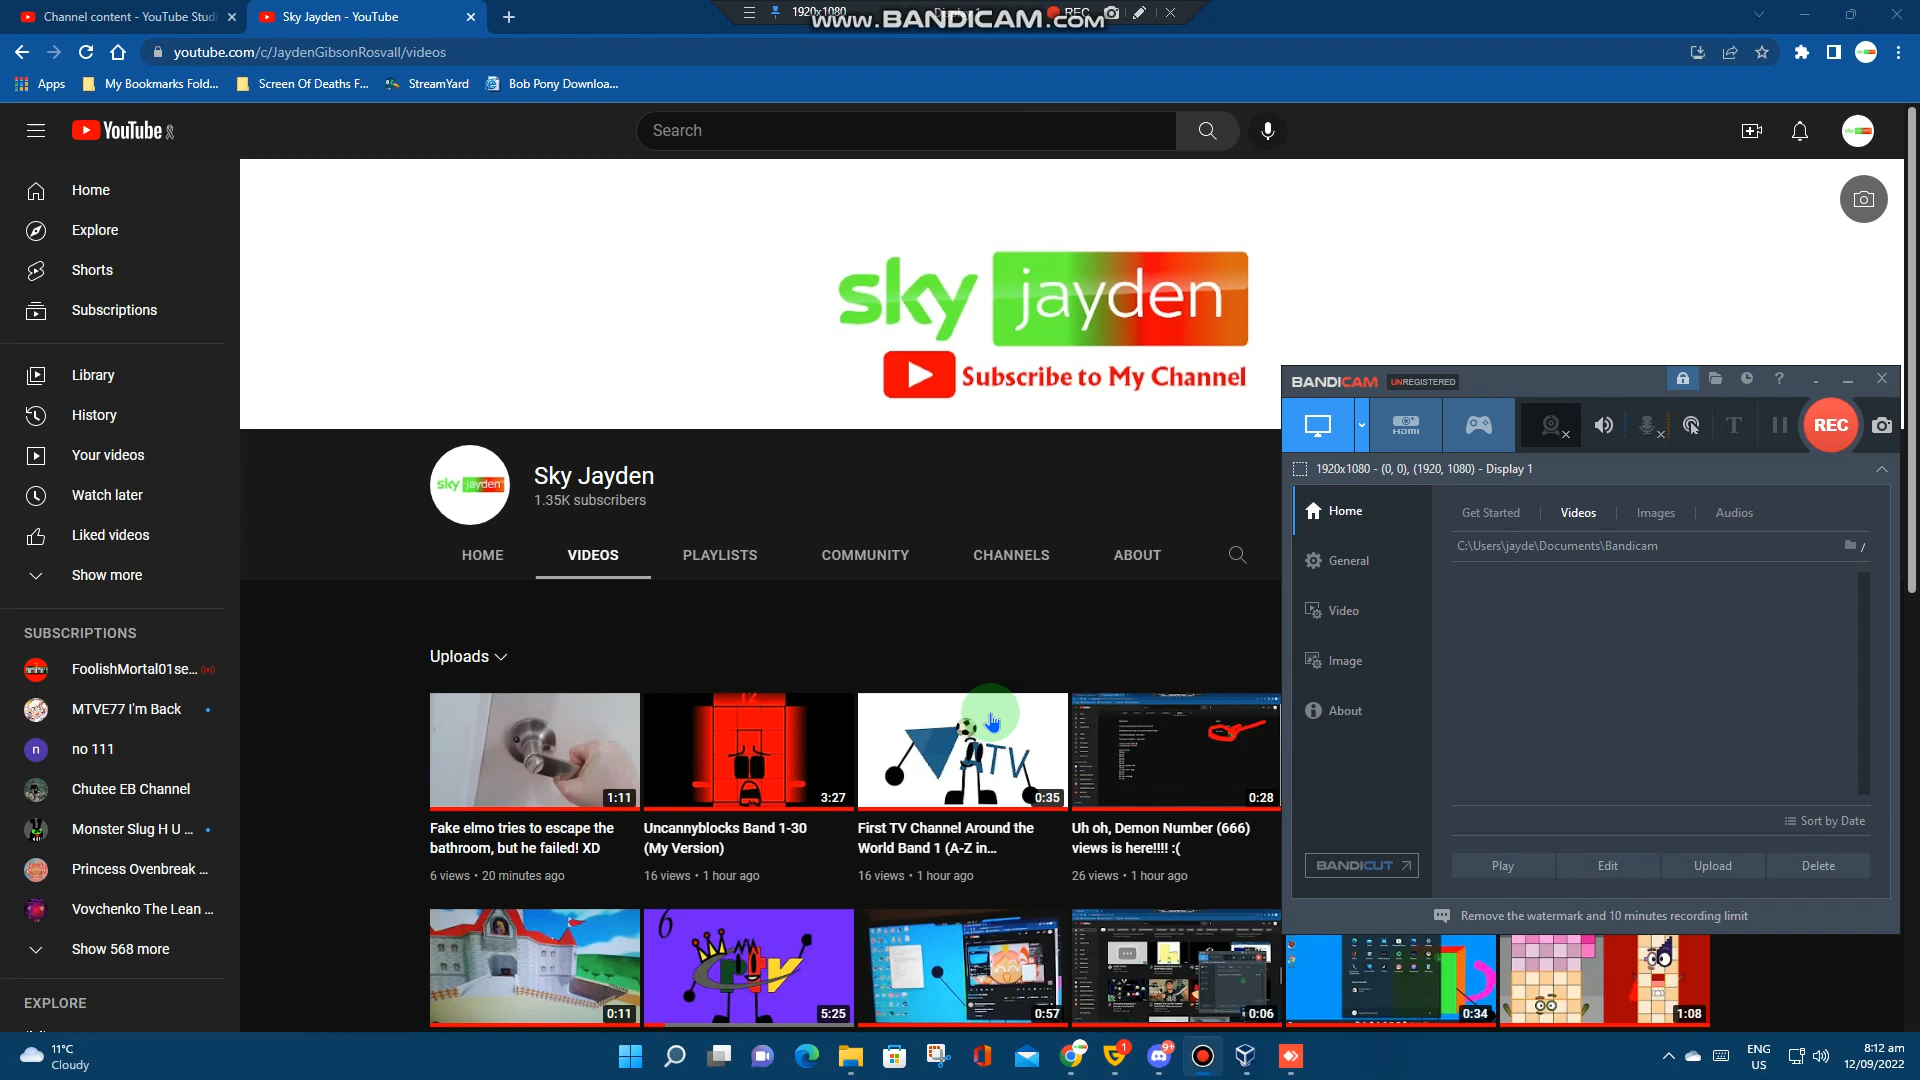 Channel content - YouTube Studi
Sky Jayden - YouTube
1920x1080
REC
www.BANDICAM.com
youtube.com/c/JaydenGibsonRosvall/videos
Apps
My Bookmarks Fold...
Screen Of Deaths F...
StreamYard
Bob Pony Downloa...
YouTube
Search
Home
Explore
Shorts
Subscriptions
Library
History
Your videos
Watch later
Liked videos
Show more
SUBSCRIPTIONS
FoolishMortal01se...
MTVE77 I'm Back
n
no 111
Chutee EB Channel
Monster Slug H U ...
Princess Ovenbreak ...
Vovchenko The Lean ...
Show 568 more
EXPLORE
sky jayden
Subscribe to My Channel
sky jayden
Sky Jayden
1.35K subscribers
HOME
VIDEOS
PLAYLISTS
COMMUNITY
CHANNELS
ABOUT
Uploads
1:11
3:27
ATV
0:35
0:28
Fake elmo tries to escape the
bathroom, but he failed! XD
6 views • 20 minutes ago
Uncannyblocks Band 1-30
(My Version)
16 views • 1 hour ago
First TV Channel Around the
World Band 1 (A-Z in...
16 views • 1 hour ago
Uh oh, Demon Number (666)
views is here!!!! :(
26 views • 1 hour ago
0:11
6
5:25
0:57
0:06
0:34
1:08
BANDICAM
UNREGISTERED
HDMI
T
REC
1920x1080 - (0, 0), (1920, 1080) - Display 1
Home
General
Video
Image
About
BANDICUT
Get Started
Videos
Images
Audios
C:\Users\jayde\Documents\Bandicam
Sort by Date
Play
Edit
Upload
Delete
Remove the watermark and 10 minutes recording limit
11°C
Cloudy
1
9+
ENG
US
8:12 am
12/09/2022